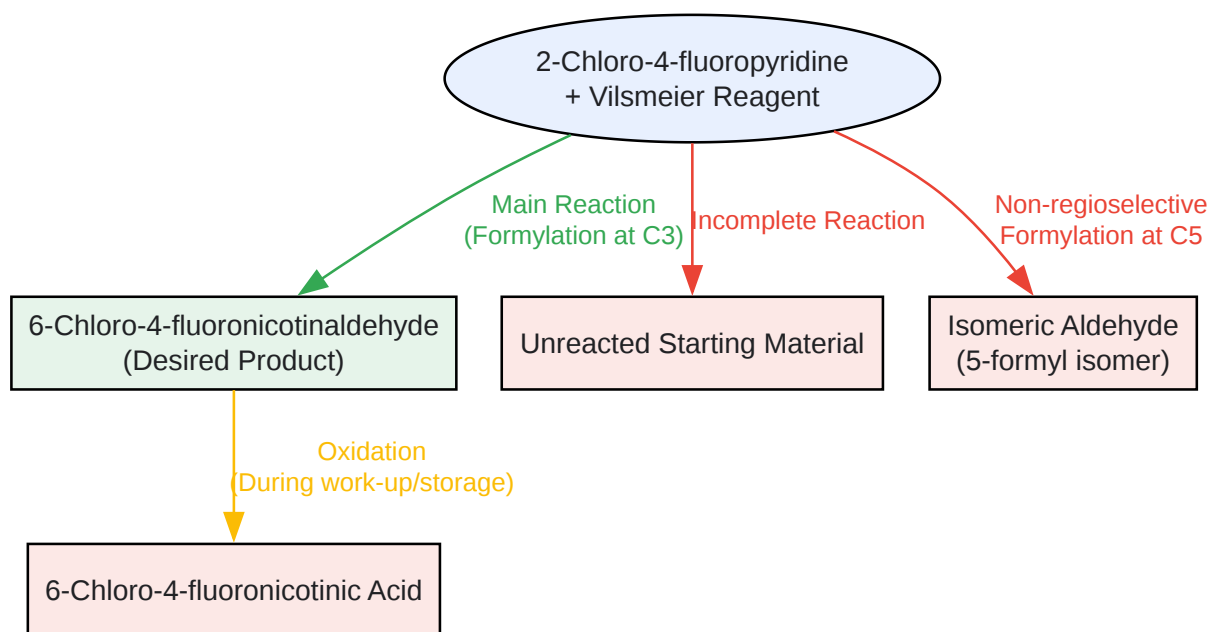 2-Chloro-4-fluoropyridine
+ Vilsmeier Reagent
Main Reaction
(Formylation at C3)
Incomplete Reaction
Non-regioselective
Formylation at C5
6-Chloro-4-fluoronicotinaldehyde
(Desired Product)
Unreacted Starting Material
Isomeric Aldehyde
(5-formyl isomer)
Oxidation
(During work-up/storage)
6-Chloro-4-fluoronicotinic Acid